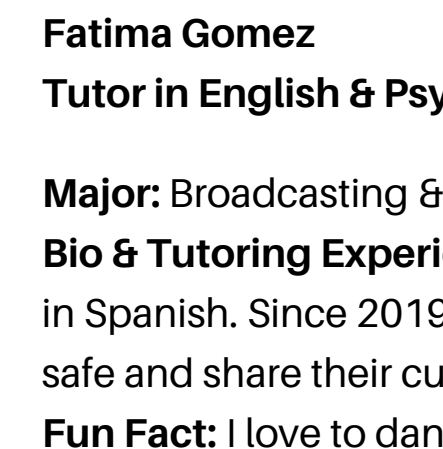 Fatima Gomez
Tutor in English & Psy
Major: Broadcasting &
Bio & Tutoring Experi
in Spanish. Since 2019
safe and share their cu
Fun Fact: I love to dan